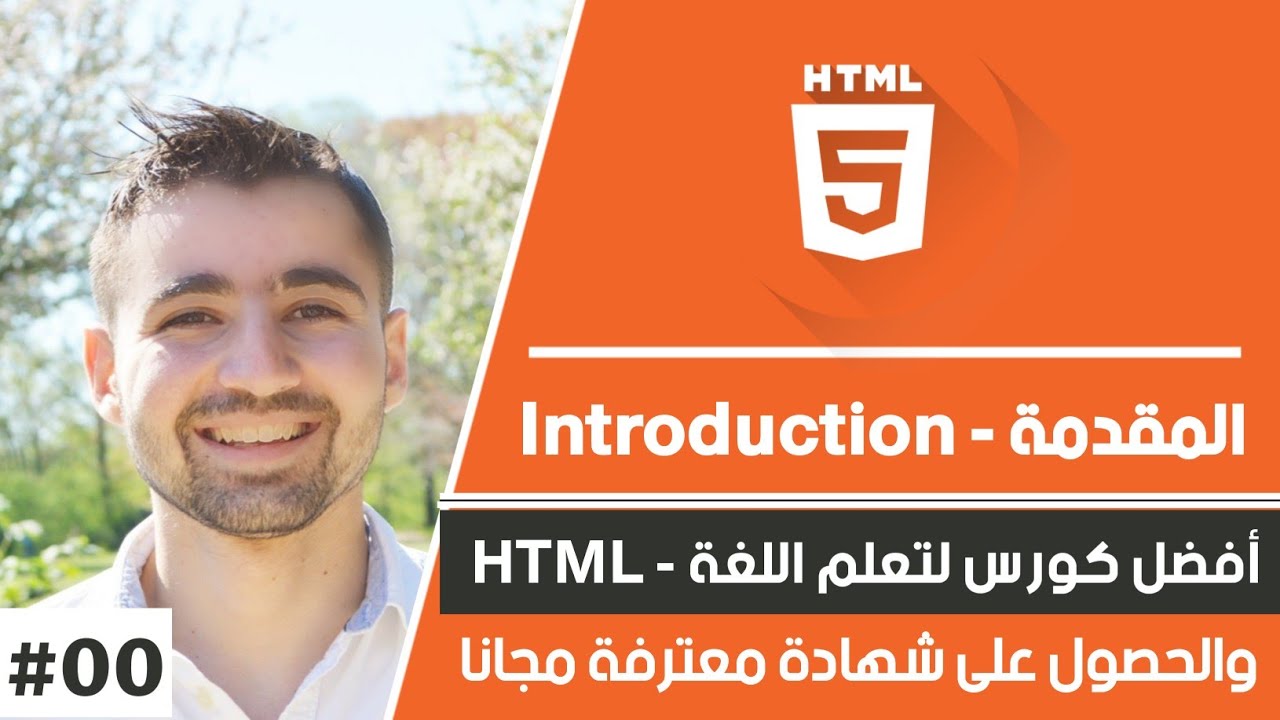 HTML
5
المقدمة - Introduction
أفضل كورس لتعلم اللغة - HTML
والحصول على شهادة معترفة مجانا
#00